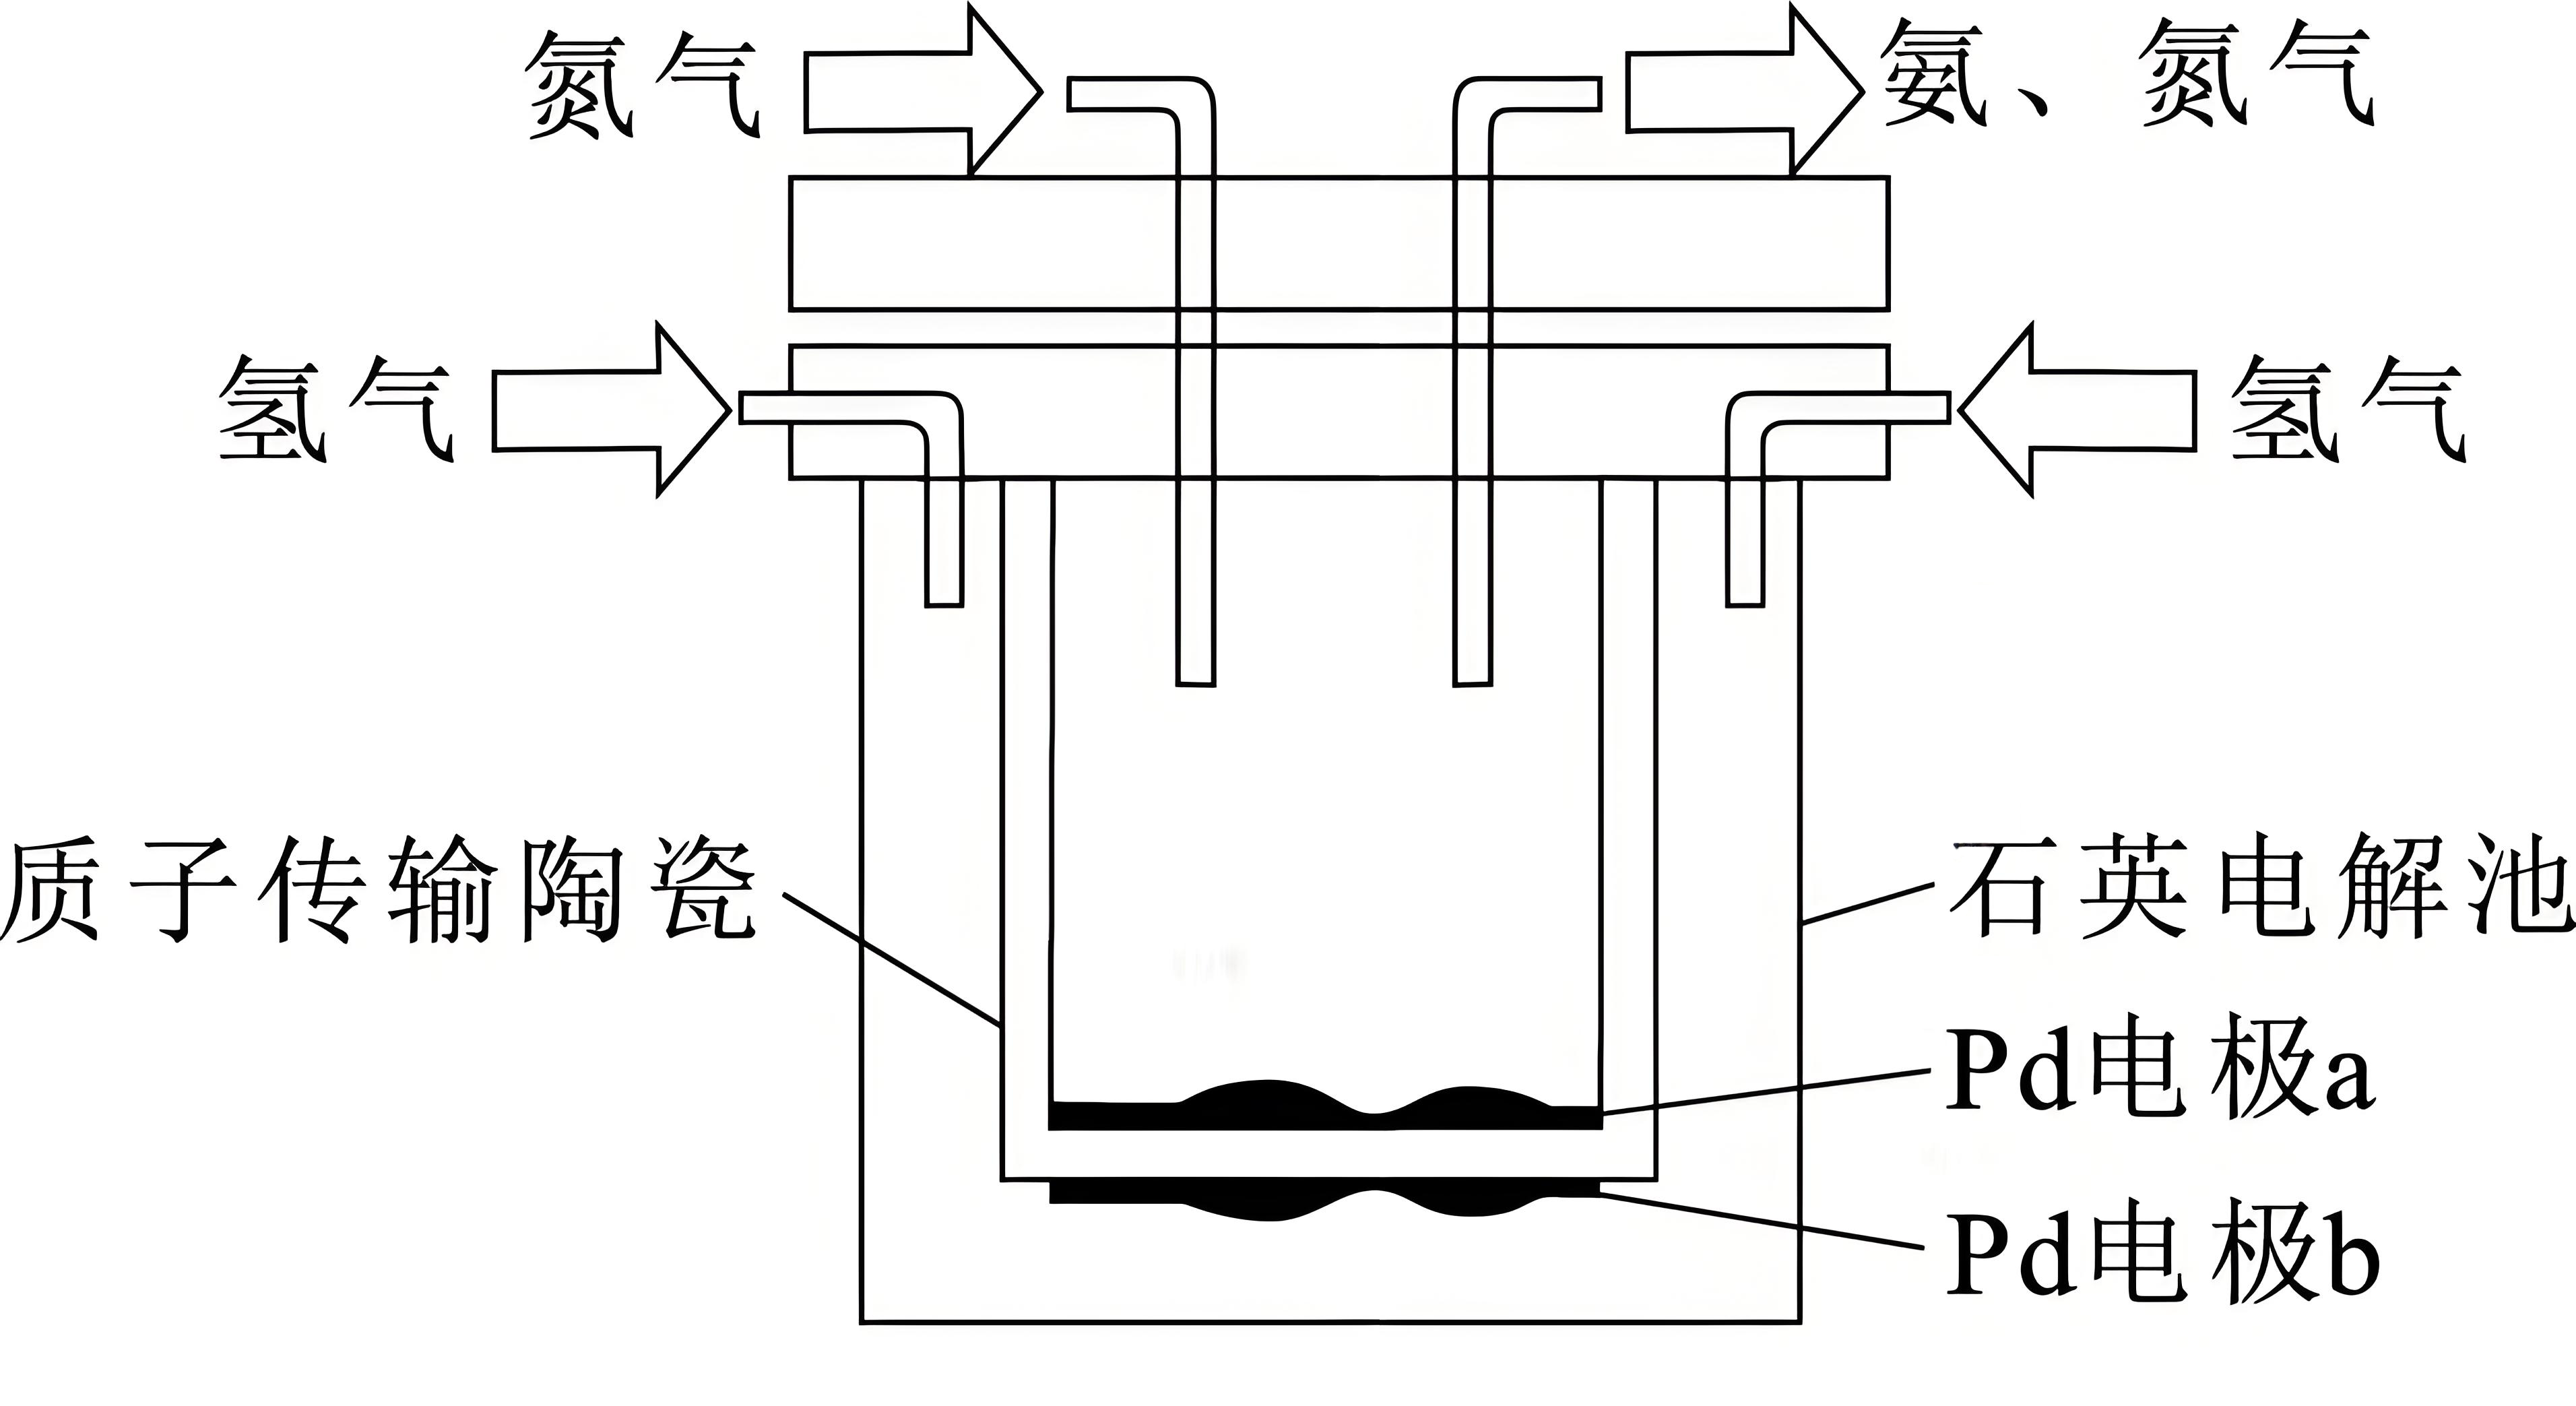 氮气
氨、氮气
氢气
氢气
质子传输陶瓷
石英电解池
Pd电极a
Pd电极b